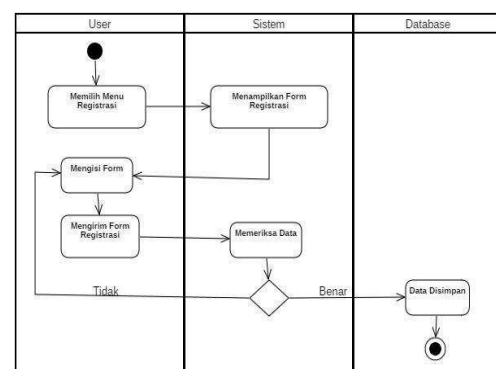 User
Sistem
Database
Memilih Menu
Registrasi
Menampilkan Form
Registrasi
Mengisi Form
Mengirim Form
Registrasi
Memeriksa Data
Tidak
Benar
Data Disimpan